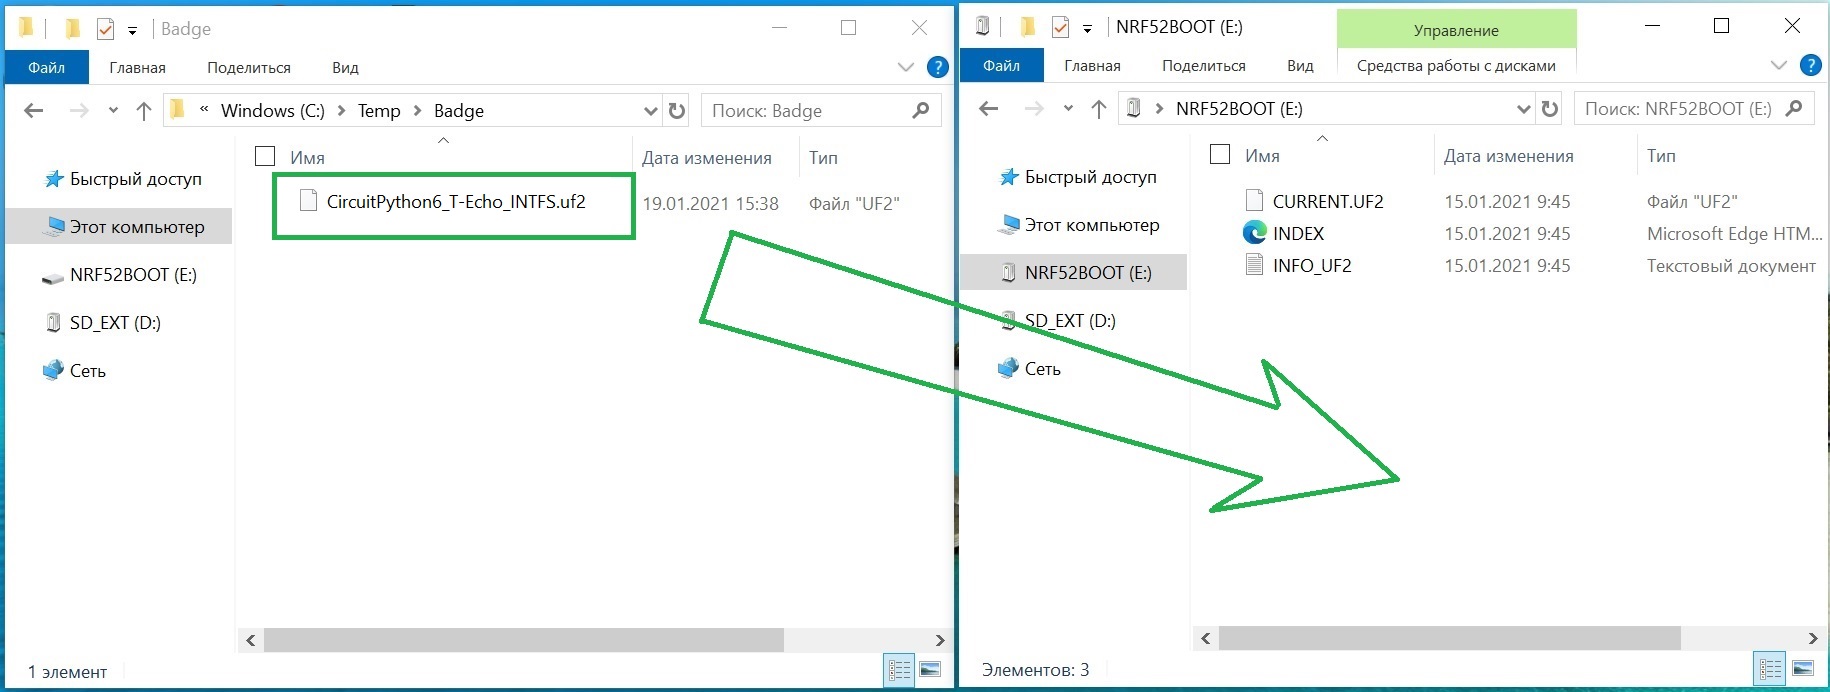 Badge
Файл Главная Поделиться Вид
« Windows (C:) Temp Badge
Поиск: Badge
Имя Дата изменения Тип
CircuitPython6_T-Echo_INTFS.uf2 19.01.2021 15:38 Файл "UF2"
Быстрый доступ
Этот компьютер
NRF52BOOT (E:)
SD_EXT (D:)
Сеть
1 элемент
NRF52BOOT (E:)
Управление
Файл Главная Поделиться Вид Средства работы с дисками
NRF52BOOT (E:)
Поиск: NRF52BOOT (E:)
Имя Дата изменения Тип
CURRENT.UF2 15.01.2021 9:45 Файл "UF2"
INDEX 15.01.2021 9:45 Microsoft Edge HTM...
INFO_UF2 15.01.2021 9:45 Текстовый документ
Быстрый доступ
Этот компьютер
NRF52BOOT (E:)
SD_EXT (D:)
Сеть
Элементов: 3